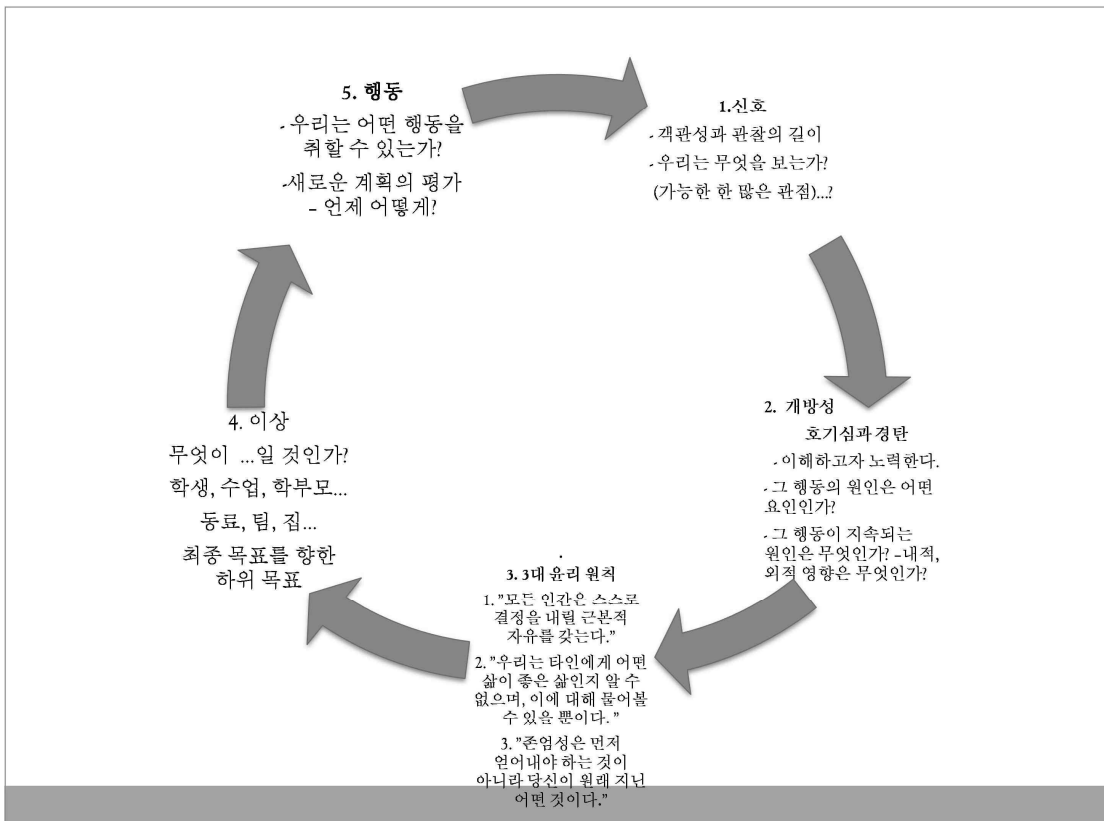 1.신호
- 객관성과 관찰의 길이
- 우리는 무엇을 보는가?
(가능한 한 많은 관점)...?
2. 개방성
호기심과 경탄
- 이해하고자 노력한다.
- 그 행동의 원인은 어떤
요인인가?
- 그 행동이 지속되는
원인은 무엇인가? –내적,
외적 영향은 무엇인가?
.
3. 3대 윤리 원칙
1. ”모든 인간은 스스로
결정을 내릴 근본적
자유를 갖는다.”
2. ”우리는 타인에게 어떤
삶이 좋은 삶인지 알 수
없으며, 이에 대해 물어볼
수 있을 뿐이다. ”
3. ”존엄성은 먼저
얻어내야 하는 것이
아니라 당신이 원래 지닌
어떤 것이다.”
4. 이상
무엇이 ...일 것인가?
학생, 수업, 학부모...
동료, 팀, 집...
최종 목표를 향한
하위 목표
5. 행동
- 우리는 어떤 행동을
취할 수 있는가?
-새로운 계획의 평가
– 언제 어떻게?